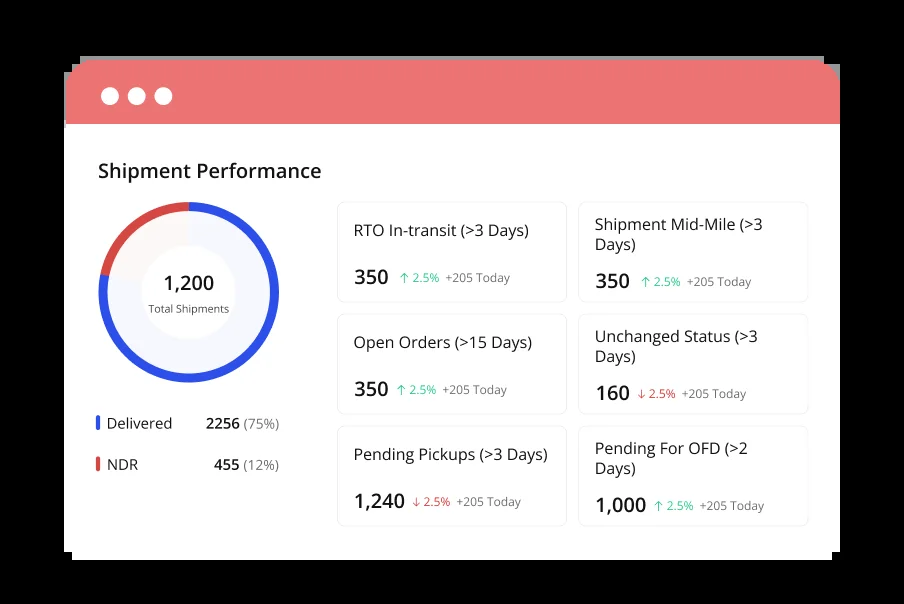 Shipment Performance
1,200
Total Shipments
Delivered 2256 (75%)
NDR 455 (12%)
RTO In-transit (>3 Days)
350 ↑ 2.5% +205 Today
Shipment Mid-Mile (>3
Days)
350 ↑ 2.5% +205 Today
Open Orders (>15 Days)
350 ↑ 2.5% +205 Today
Unchanged Status (>3
Days)
160 ↓ 2.5% +205 Today
Pending Pickups (>3 Days)
1,240 ↓ 2.5% +205 Today
Pending For OFD (>2
Days)
1,000 ↑ 2.5% +205 Today